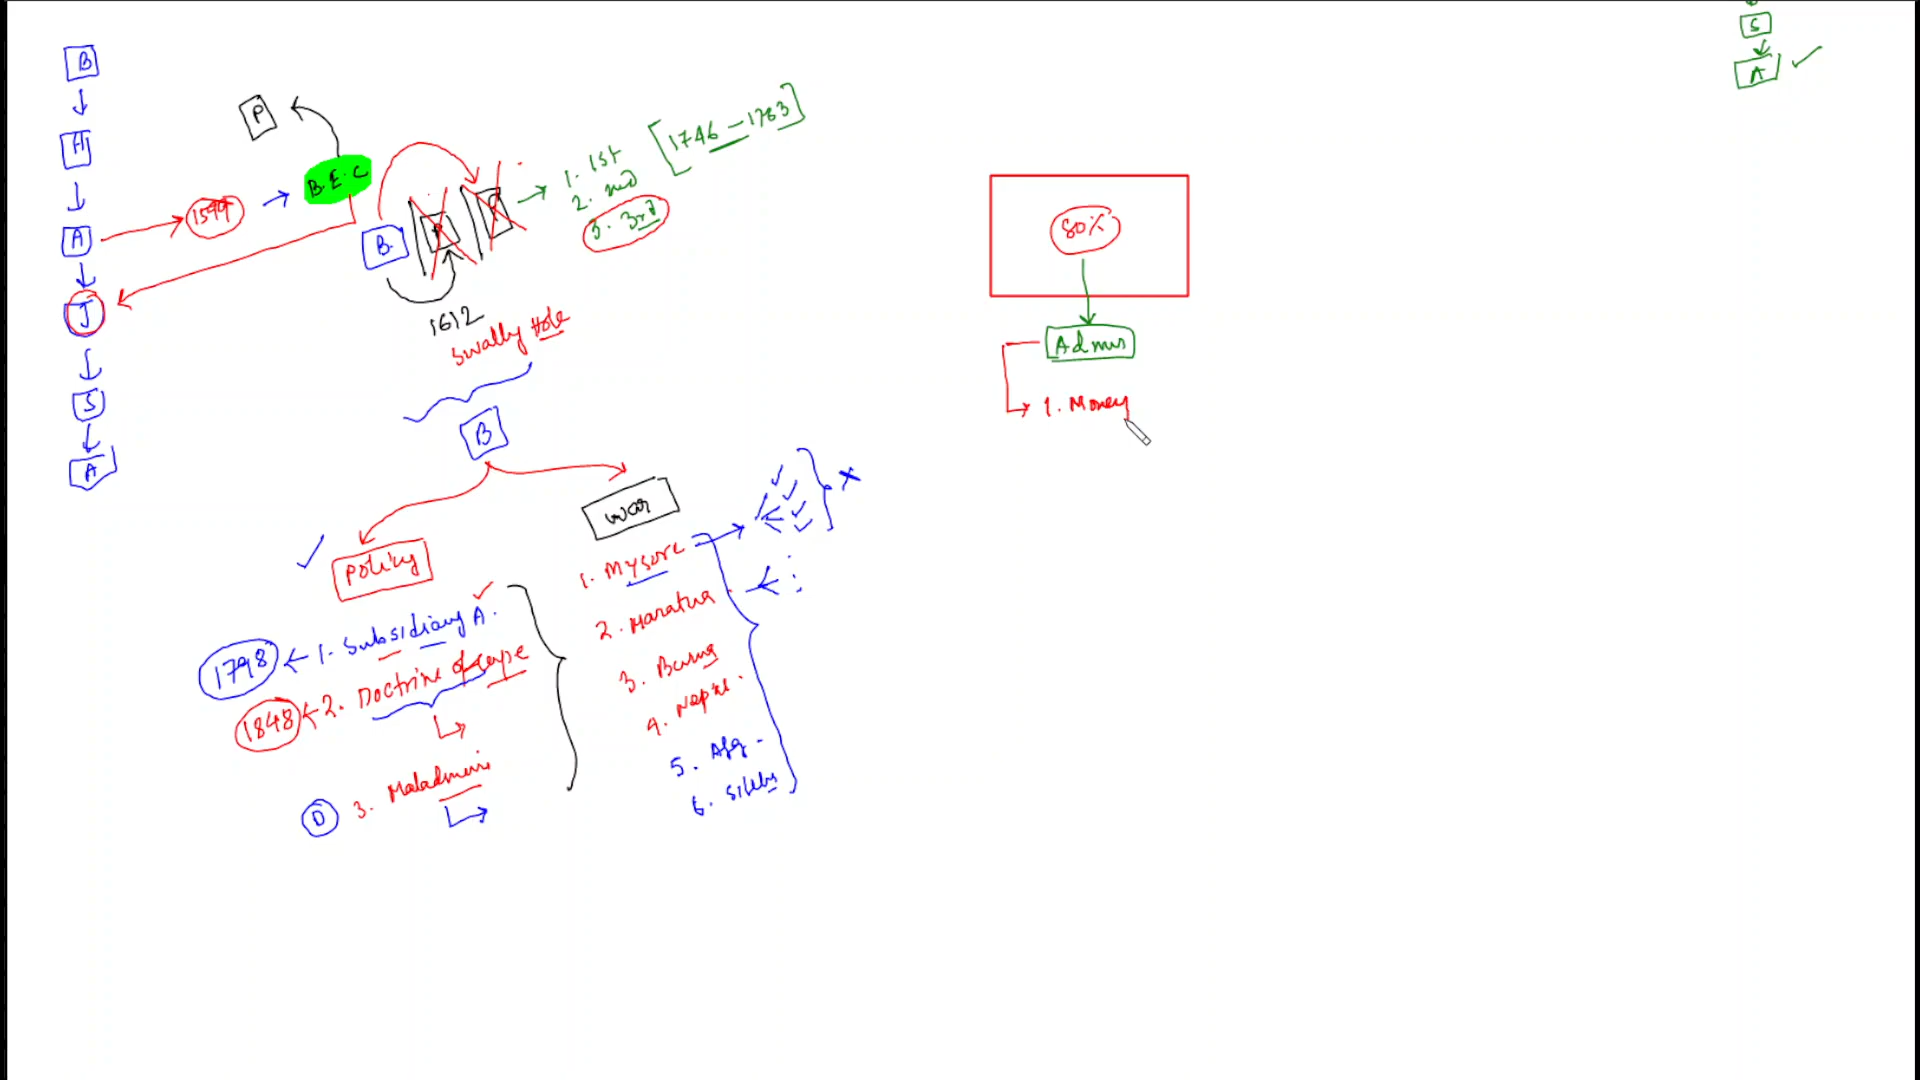 B
H
A
J
S
A
1599
P
B.E.C
B
P
P
1. 1st
2. 2nd
3. 3rd
[1746-1763]
1612
Swally Hole
B
Policy
1798 ← 1. Subsidiary A.
1848 ← 2. Doctrine of Lapse
D 3. Maladmini
War
1. Mysore
2. Maratha
3. Burma
4. Nepal.
5. Afg -
6. Sikhs
80%
Admns
1. Money
S
A